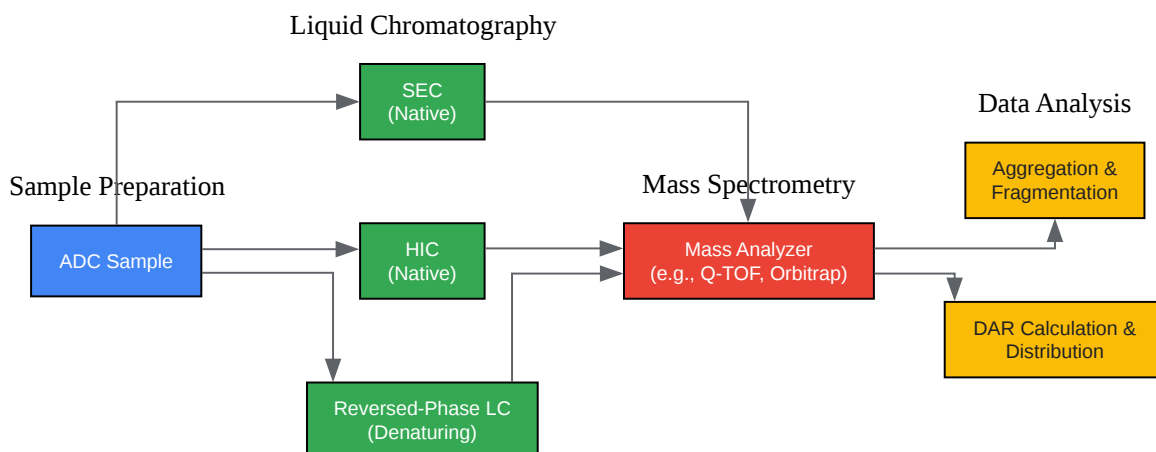 Liquid Chromatography
SEC
(Native)
Data Analysis
Aggregation &
Fragmentation
Sample Preparation
Mass Spectrometry
ADC Sample
HIC
(Native)
Mass Analyzer
(e.g., Q-TOF, Orbitrap)
DAR Calculation &
Distribution
Reversed-Phase LC
(Denaturing)